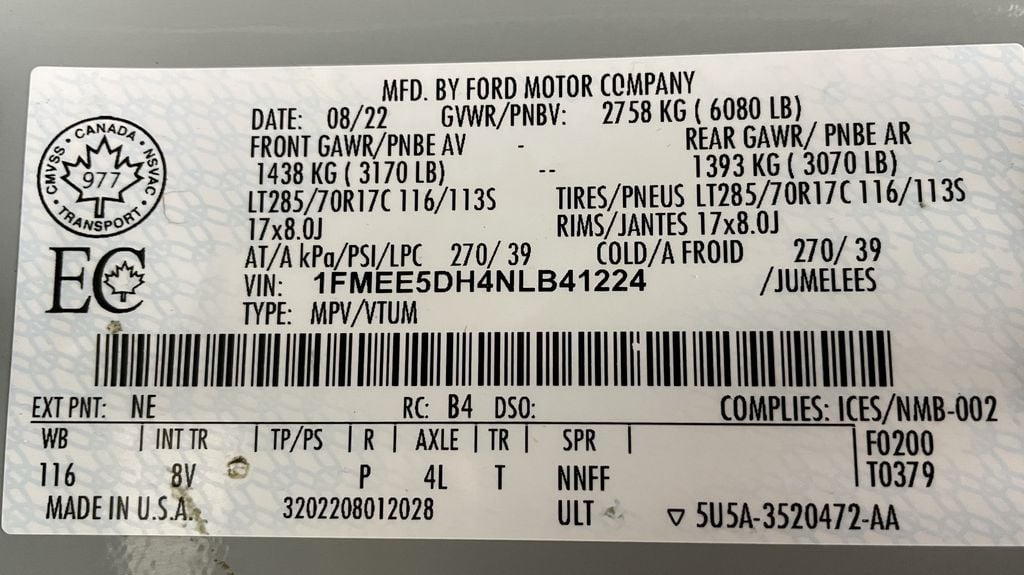 MFD. BY FORD MOTOR COMPANY
DATE: 08/22 GVWR/PNBV: 2758 KG ( 6080 LB)
FRONT GAWR/PNBE AV - REAR GAWR/ PNBE AR
1438 KG ( 3170 LB) -- 1393 KG ( 3070 LB)
LT285/70R17C 116/113S TIRES/PNEUS LT285/70R17C 116/113S
17x8.0J RIMS/JANTES 17x8.0J
AT/A kPa/PSI/LPC 270/ 39 COLD/A FROID 270/ 39
VIN: 1FMEE5DH4NLB41224 /JUMELEES
TYPE: MPV/VTUM
CANADA
CMVSS
NSVAC
977
TRANSPORT
EC
EXT PNT: NE RC: B4 DSO: COMPLIES: ICES/NMB-002
WB | INT TR | TP/PS | R | AXLE | TR | SPR | F0200
116 8V P 4L T NNFF T0379
MADE IN U.S.A. 3202208012028 ULT ▽ 5U5A-3520472-AA